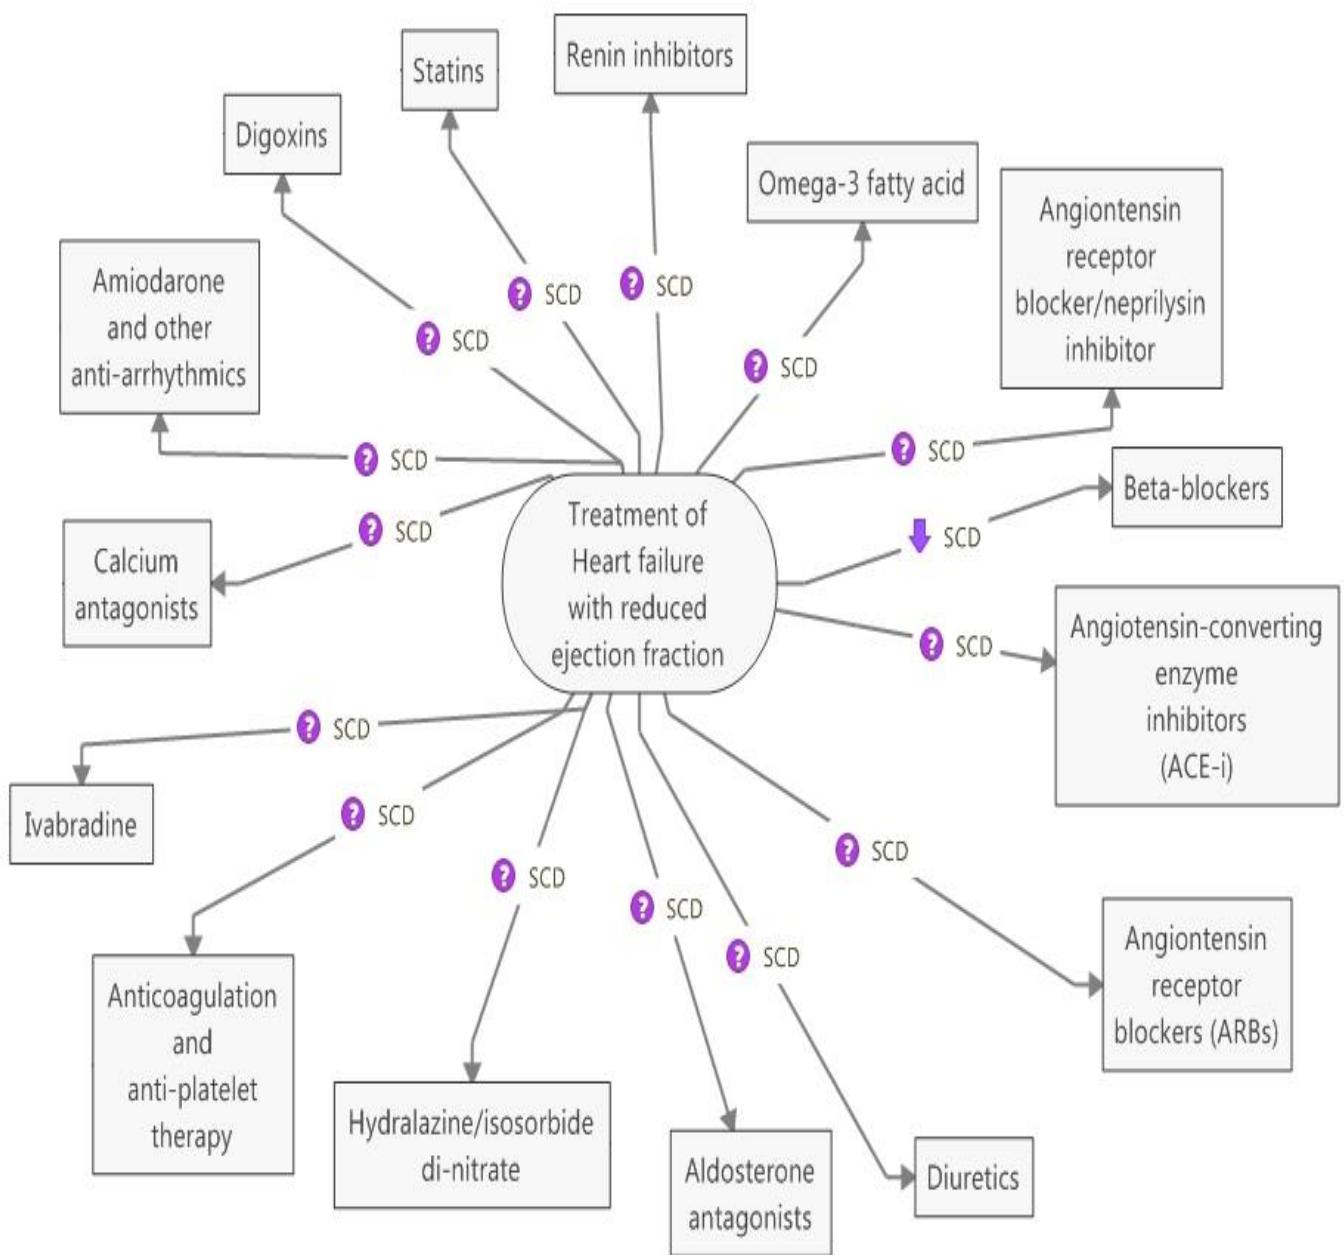 Renin inhibitors
Statins
Digoxins
Omega-3 fatty acid
Angiontensin
receptor
blocker/neprilysin
inhibitor
Amiodarone
and other
anti-arrhythmics
? SCD
? SCD
? SCD
? SCD
? SCD
? SCD
? SCD
Beta-blockers
Calcium
antagonists
Treatment of
Heart failure
with reduced
ejection fraction
SCD
? SCD
Angiotensin-converting
enzyme
inhibitors
(ACE-i)
? SCD
Ivabradine
? SCD
? SCD
? SCD
? SCD
? SCD
Angiontensin
receptor
blockers (ARBs)
Anticoagulation
and
anti-platelet
therapy
Hydralazine/isosorbide
di-nitrate
Aldosterone
antagonists
Diuretics